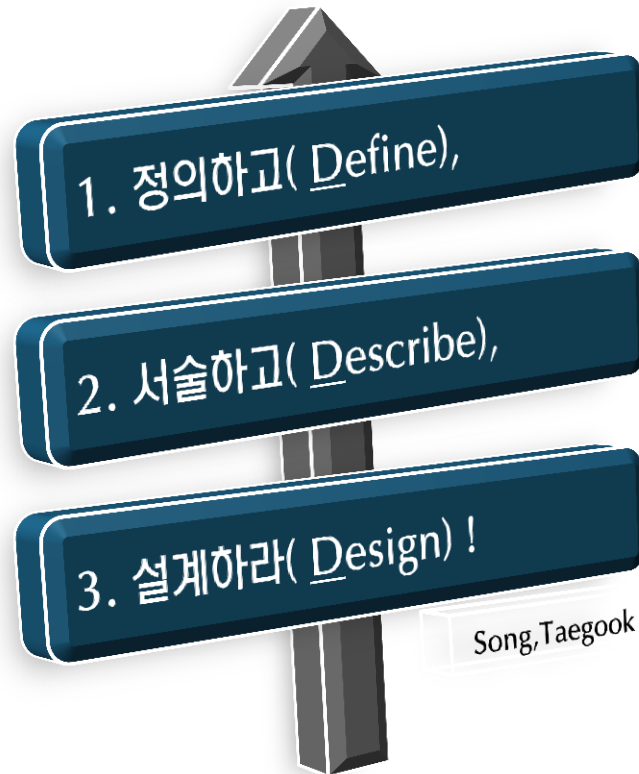 1. 정의하고( Define),
2. 서술하고( Describe),
3. 설계하라( Design) !
Song,Taegook